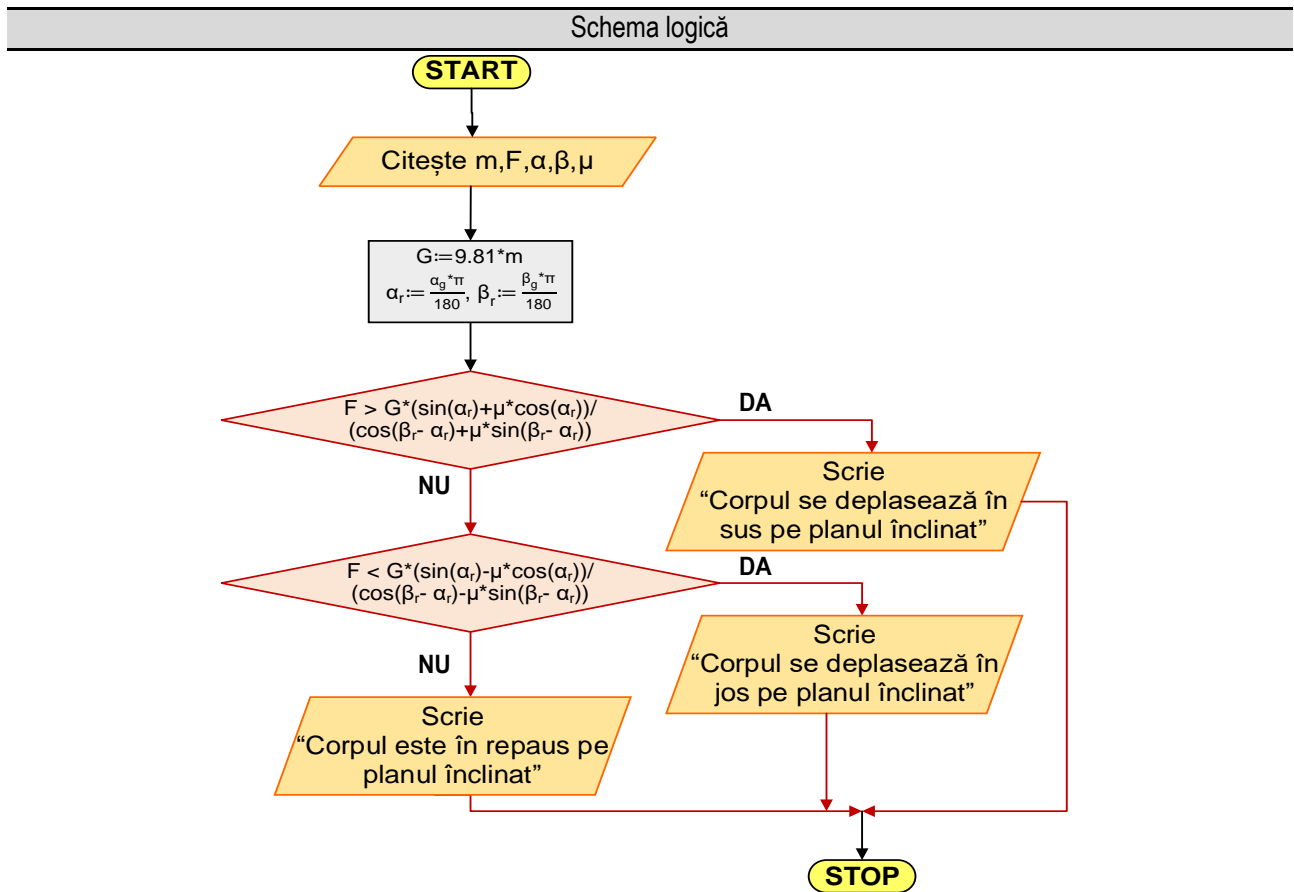 Schema logică
START
Citește m,F,α,β,μ
G:=9.81*m
αr:=αg*π/180, βr:=βg*π/180
F > G*(sin(αr)+μ*cos(αr))/
(cos(βr- αr)+μ*sin(βr- αr))
DA
NU
Scrie
“Corpul se deplasează în
sus pe planul înclinat”
F < G*(sin(αr)-μ*cos(αr))/
(cos(βr- αr)-μ*sin(βr- αr))
DA
NU
Scrie
“Corpul se deplasează în
jos pe planul înclinat”
Scrie
“Corpul este în repaus pe
planul înclinat”
STOP